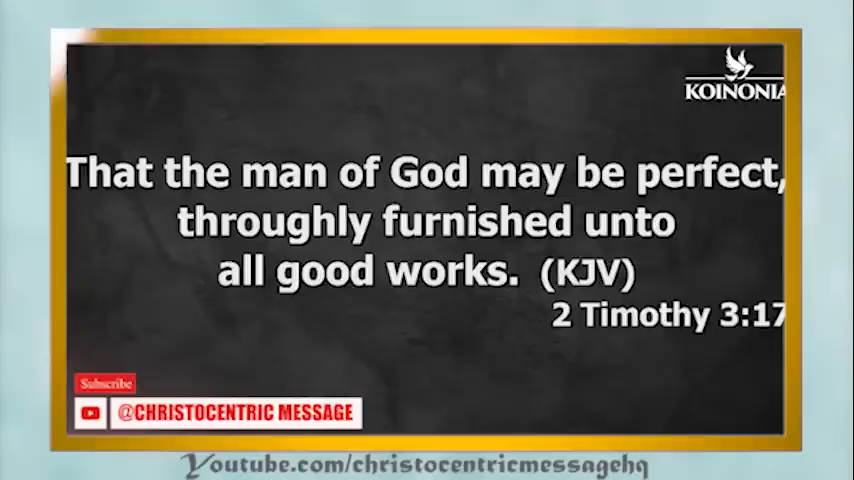 KOINONIA
That the man of God may be perfect,
throughly furnished unto
all good works. (KJV)
2 Timothy 3:17
Subscribe
@CHRISTOCENTRIC MESSAGE
Youtube.com/christocentricmessagehq